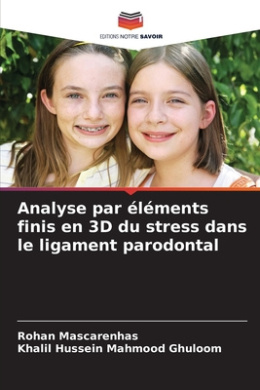 EDITIONS NOTRE SAVOIR
Analyse par éléments
finis en 3D du stress dans
le ligament parodontal
Rohan Mascarenhas
Khalil Hussein Mahmood Ghuloom